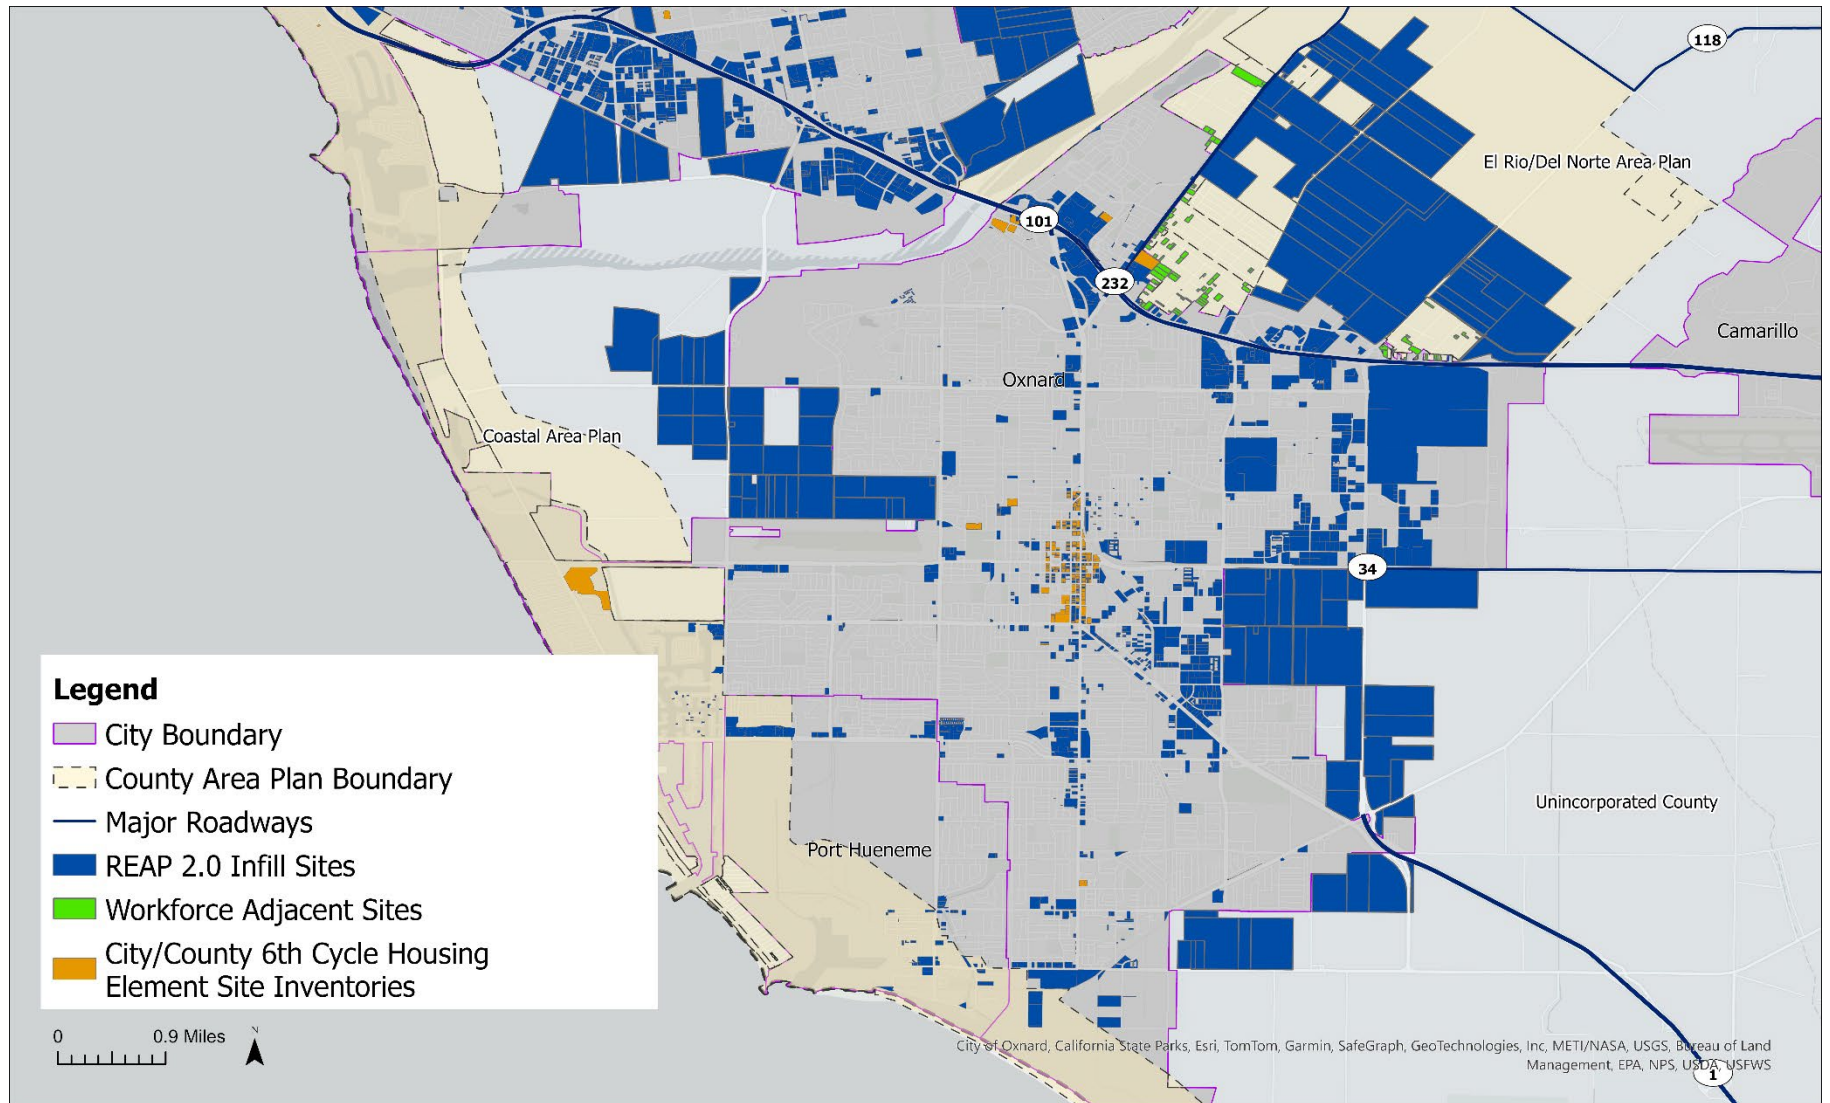 118
El Rio/Del Norte Area Plan
101
232
Camarillo
Oxnard
Coastal Area Plan
34
Unincorporated County
Port Hueneme
1
Legend
City Boundary
County Area Plan Boundary
Major Roadways
REAP 2.0 Infill Sites
Workforce Adjacent Sites
City/County 6th Cycle Housing
Element Site Inventories
0 0.9 Miles
N
City of Oxnard, California State Parks, Esri, TomTom, Garmin, SafeGraph, GeoTechnologies, Inc, METI/NASA, USGS, Bureau of Land
Management, EPA, NPS, USDA, USFWS